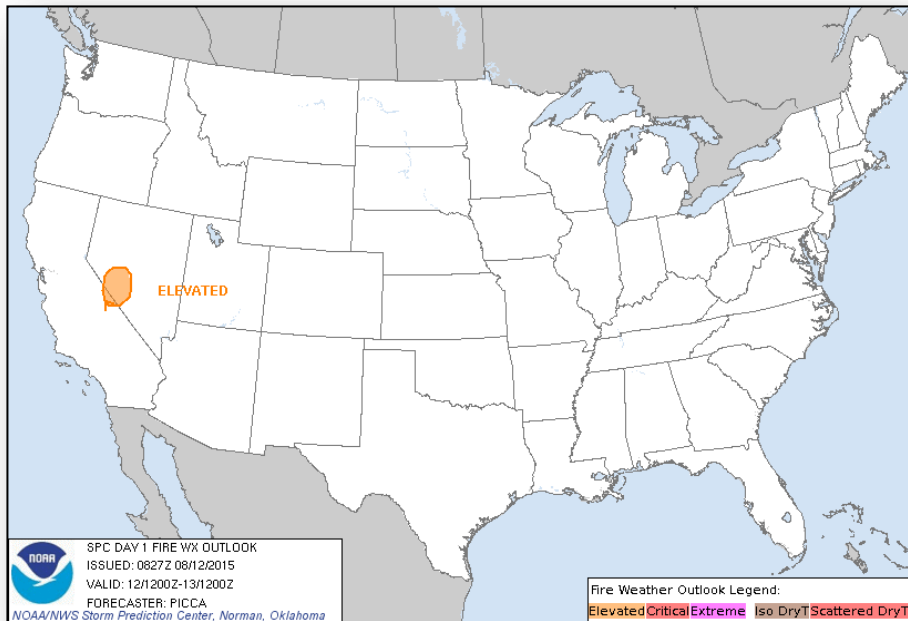 ELEVATED
NOAA
SPC DAY 1 FIRE WX OUTLOOK
ISSUED: 0827Z 08/12/2015
VALID: 12/1200Z-13/1200Z
FORECASTER: PICCA
NOAA/NWS Storm Prediction Center, Norman, Oklahoma
Fire Weather Outlook Legend:
Elevated Critical Extreme Iso DryT Scattered DryT